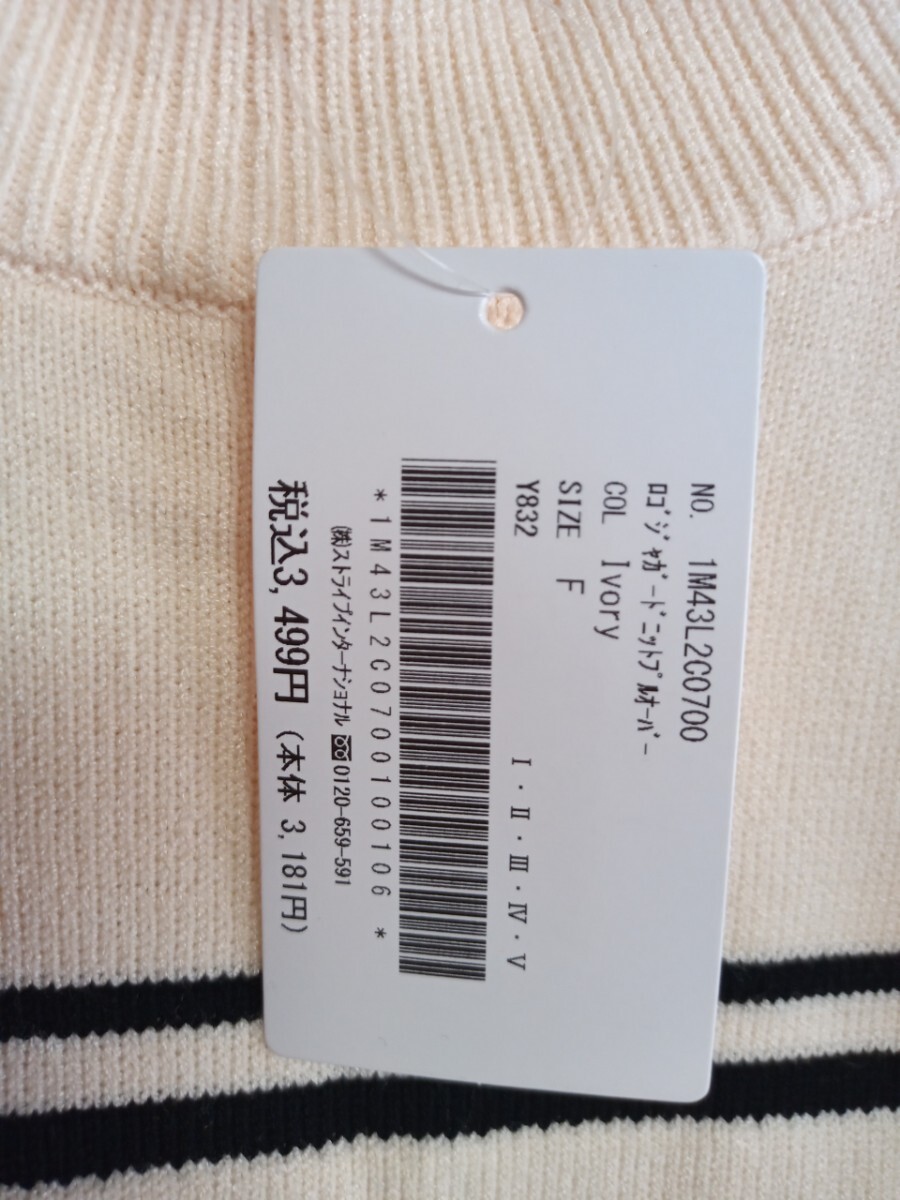 NO. 1M43L2C0700
ﾛｺﾞｼﾞｬｶﾞｰﾄﾞﾆｯﾄﾌﾟﾙｵｰﾊﾞｰ
COL Ivory
SIZE F
Y832 Ⅰ・Ⅱ・Ⅲ・Ⅳ・Ⅴ
*1M43L2C0700100106*
㈱ストライプインターナショナル 0120-659-591
税込3,499円 (本体 3,181円)